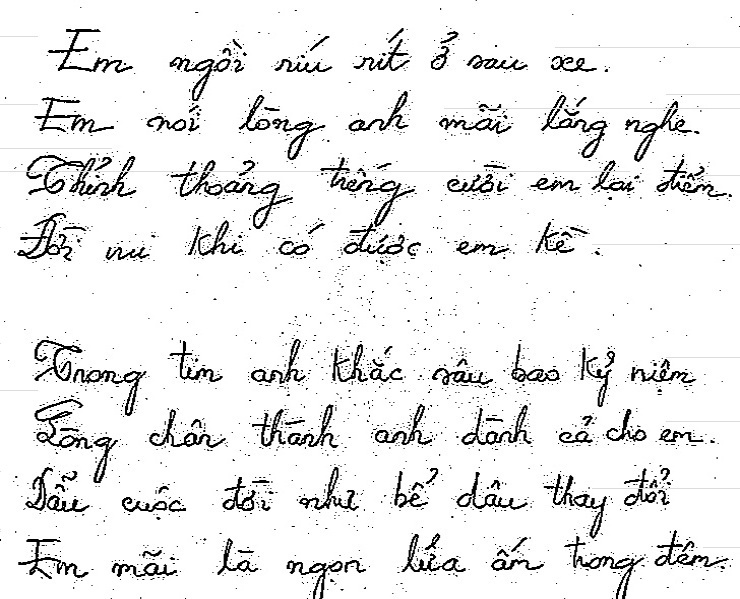 Em ngồi ríu rít ở sau xe.
Em nói lòng anh mãi lắng nghe.
Thỉnh thoảng tiếng cười em lại điểm.
Đời vui khi có được em kề.
Trong tim anh khắc sâu bao kỷ niệm
Lòng chân thành anh dành cả cho em.
Dẫu cuộc đời như bể dâu thay đổi
Em mãi là ngọn lửa ấm trong đêm.